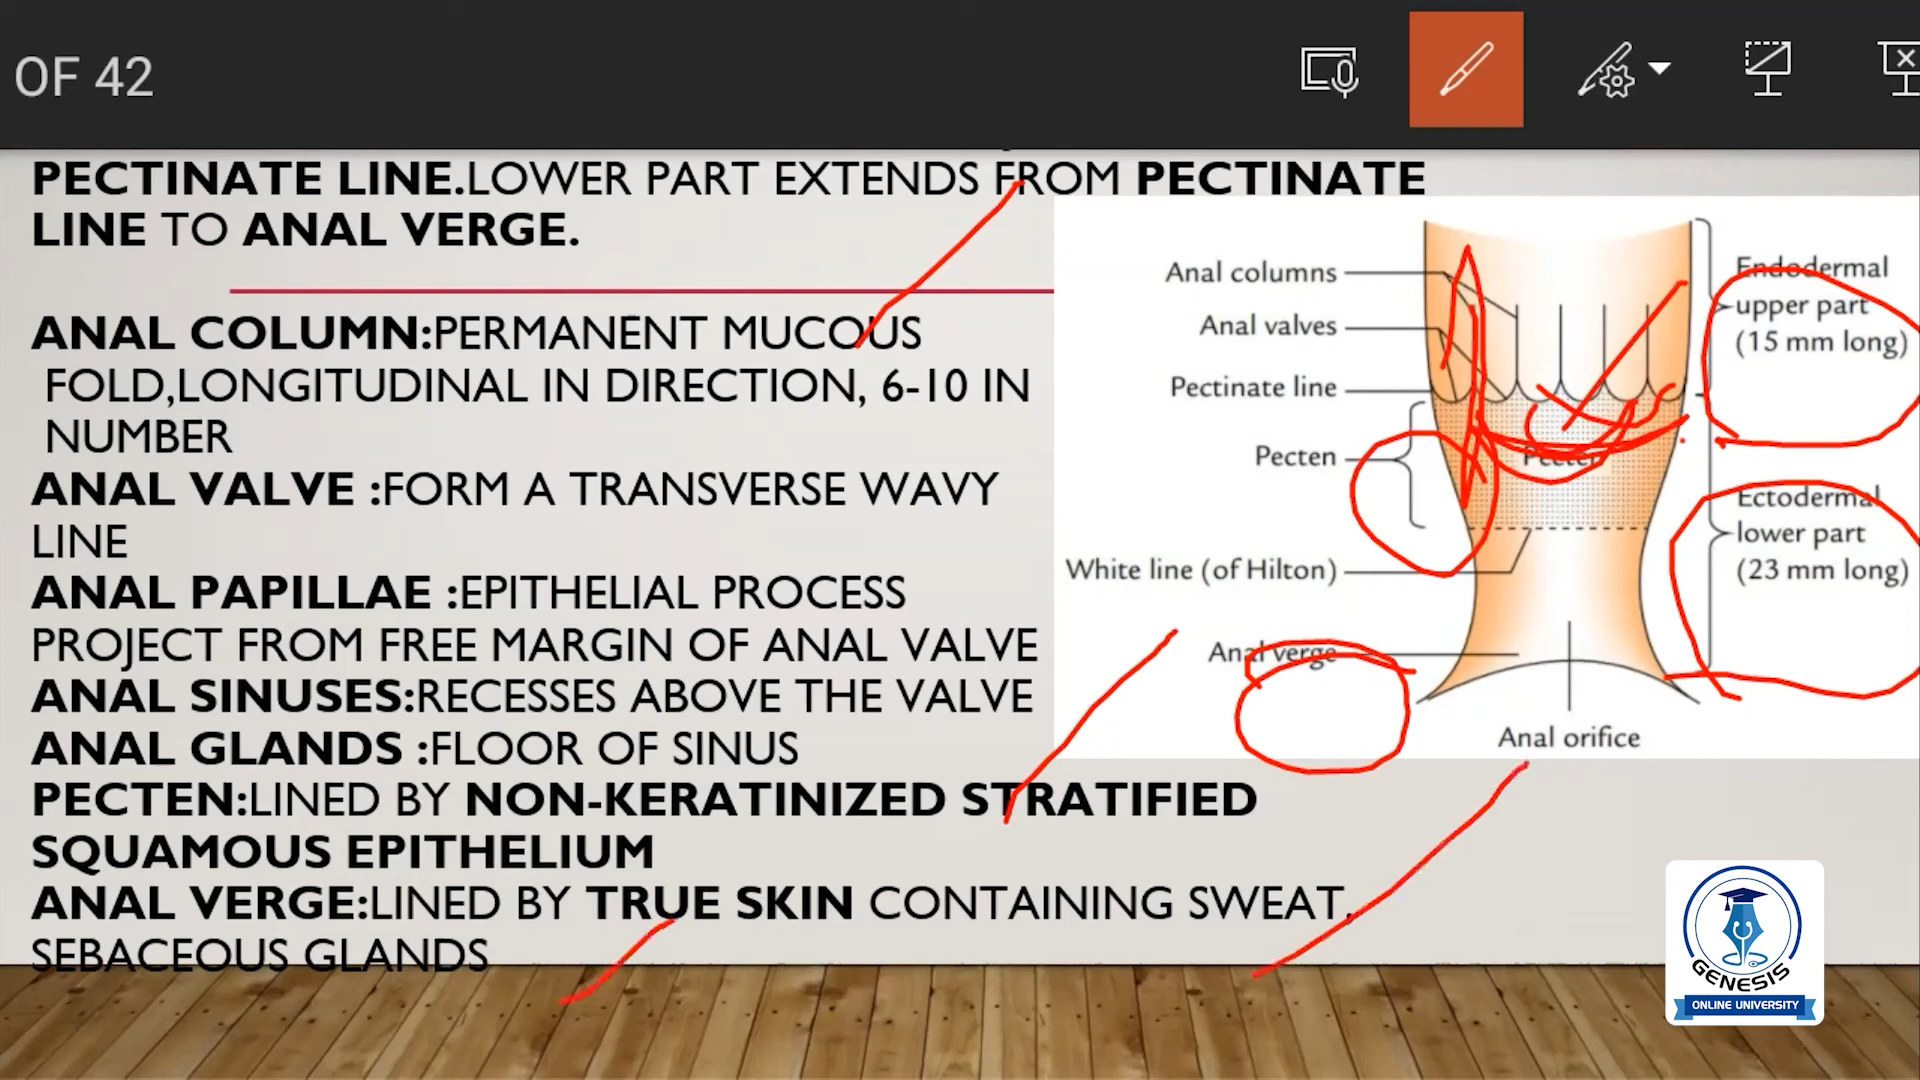 OF 42
PECTINATE LINE.LOWER PART EXTENDS FROM PECTINATE
LINE TO ANAL VERGE.
ANAL COLUMN:PERMANENT MUCOUS
FOLD,LONGITUDINAL IN DIRECTION, 6-10 IN
NUMBER
ANAL VALVE :FORM A TRANSVERSE WAVY
LINE
ANAL PAPILLAE :EPITHELIAL PROCESS
PROJECT FROM FREE MARGIN OF ANAL VALVE
ANAL SINUSES:RECESSES ABOVE THE VALVE
ANAL GLANDS :FLOOR OF SINUS
PECTEN:LINED BY NON-KERATINIZED STRATIFIED
SQUAMOUS EPITHELIUM
ANAL VERGE:LINED BY TRUE SKIN CONTAINING SWEAT,
SEBACEOUS GLANDS
Anal columns
Anal valves
Pectinate line
Pecten
White line (of Hilton)
Anal verge
Pecten
Anal orifice
Endodermal
upper part
(15 mm long)
Ectodermal
lower part
(23 mm long)
GENESIS
ONLINE UNIVERSITY